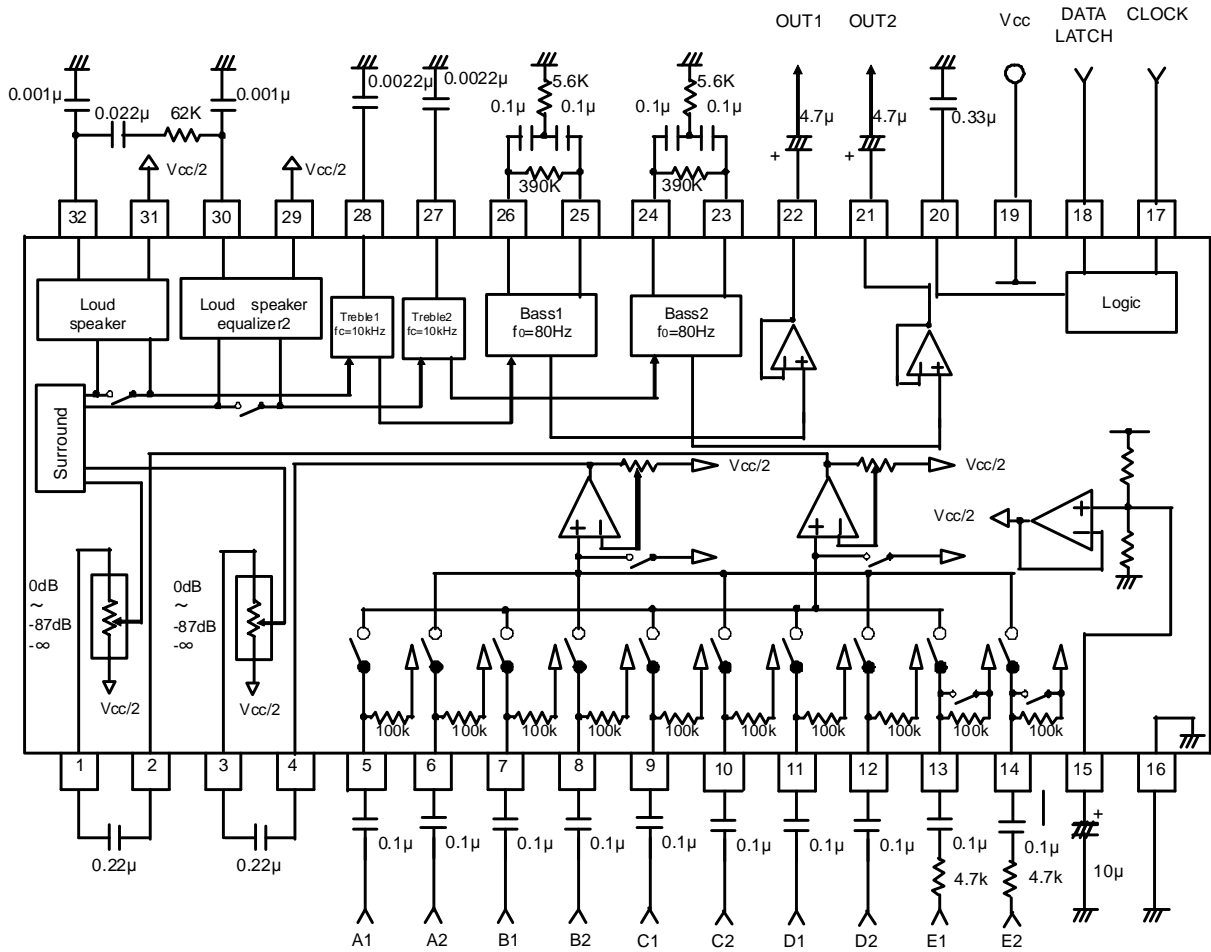 OUT1 OUT2 Vcc DATA LATCH CLOCK
0.001μ 0.022μ 62K 0.001μ 0.0022μ 0.0022μ 5.6K 0.1μ 0.1μ 390K 5.6K 0.1μ 0.1μ 390K 4.7μ + 4.7μ + 0.33μ
Vcc/2 Vcc/2
32 31 30 29 28 27 26 25 24 23 22 21 20 19 18 17
Loud
speaker
Loud speaker
equalizer2
Treble1
fc=10kHz
Treble2
fc=10kHz
Bass1
f0=80Hz
Bass2
f0=80Hz
Logic
Surround
Vcc/2 Vcc/2
Vcc/2
0dB
~
-87dB
-∞
0dB
~
-87dB
-∞
Vcc/2 Vcc/2
100k 100k 100k 100k 100k 100k 100k 100k 100k 100k
1 2 3 4 5 6 7 8 9 10 11 12 13 14 15 16
0.22μ 0.22μ 0.1μ 0.1μ 0.1μ 0.1μ 0.1μ 0.1μ 0.1μ 0.1μ 0.1μ 0.1μ +
4.7k 4.7k 10μ
A1 A2 B1 B2 C1 C2 D1 D2 E1 E2